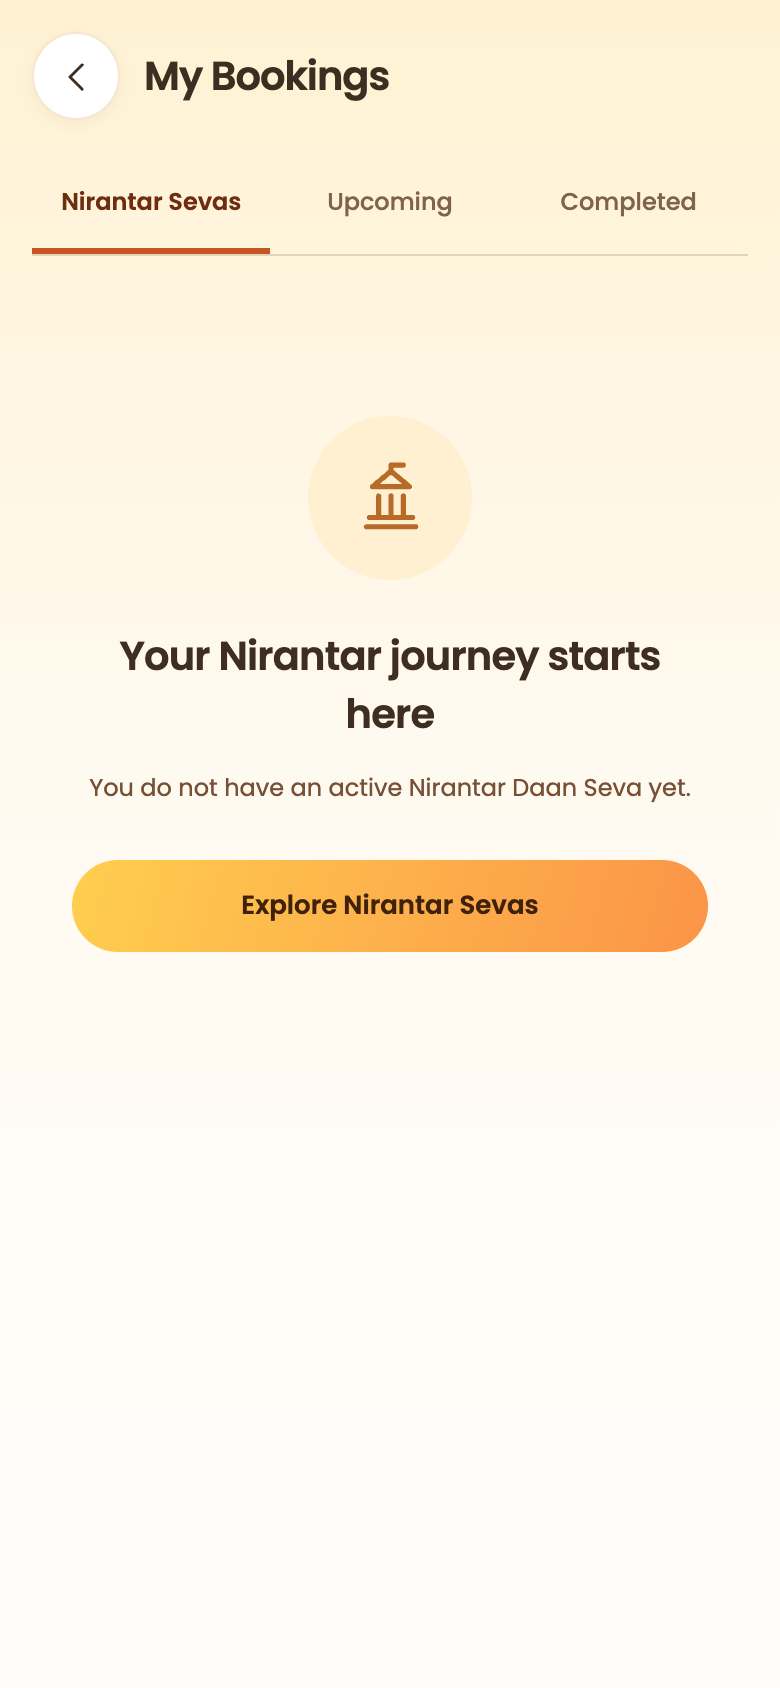 My Bookings
Nirantar Sevas
Upcoming
Completed
Your Nirantar journey starts
here
You do not have an active Nirantar Daan Seva yet.
Explore Nirantar Sevas